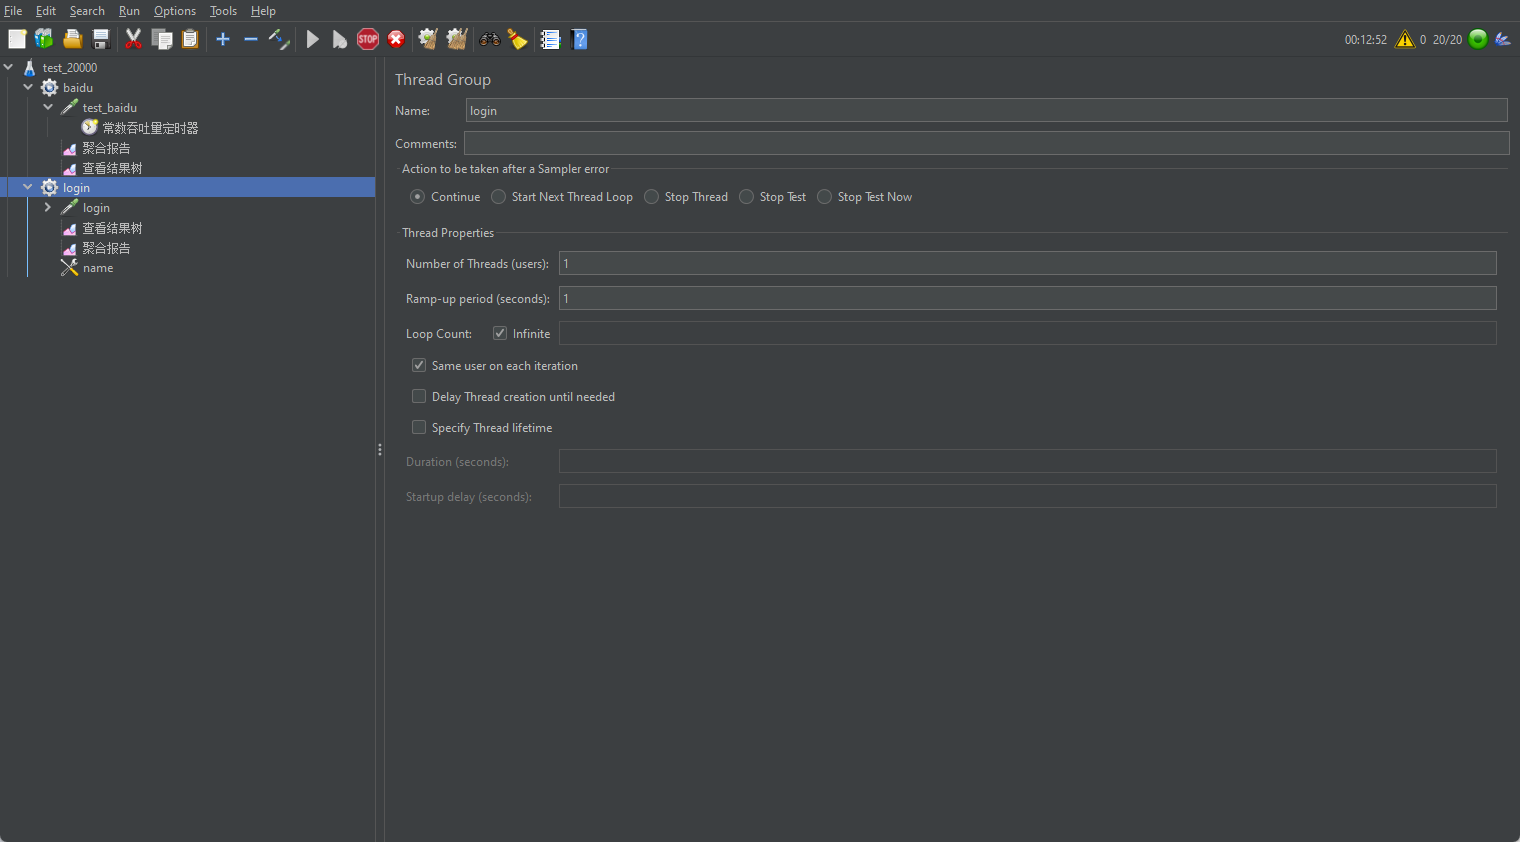 File Edit Search Run Options Tools Help
STOP
00:12:52 0 20/20
test_20000
baidu
test_baidu
常数吞吐量定时器
聚合报告
查看结果树
login
login
查看结果树
聚合报告
name
Thread Group
Name: login
Comments:
Action to be taken after a Sampler error
Continue Start Next Thread Loop Stop Thread Stop Test Stop Test Now
Thread Properties
Number of Threads (users): 1
Ramp-up period (seconds): 1
Loop Count: Infinite
Same user on each iteration
Delay Thread creation until needed
Specify Thread lifetime
Duration (seconds):
Startup delay (seconds):